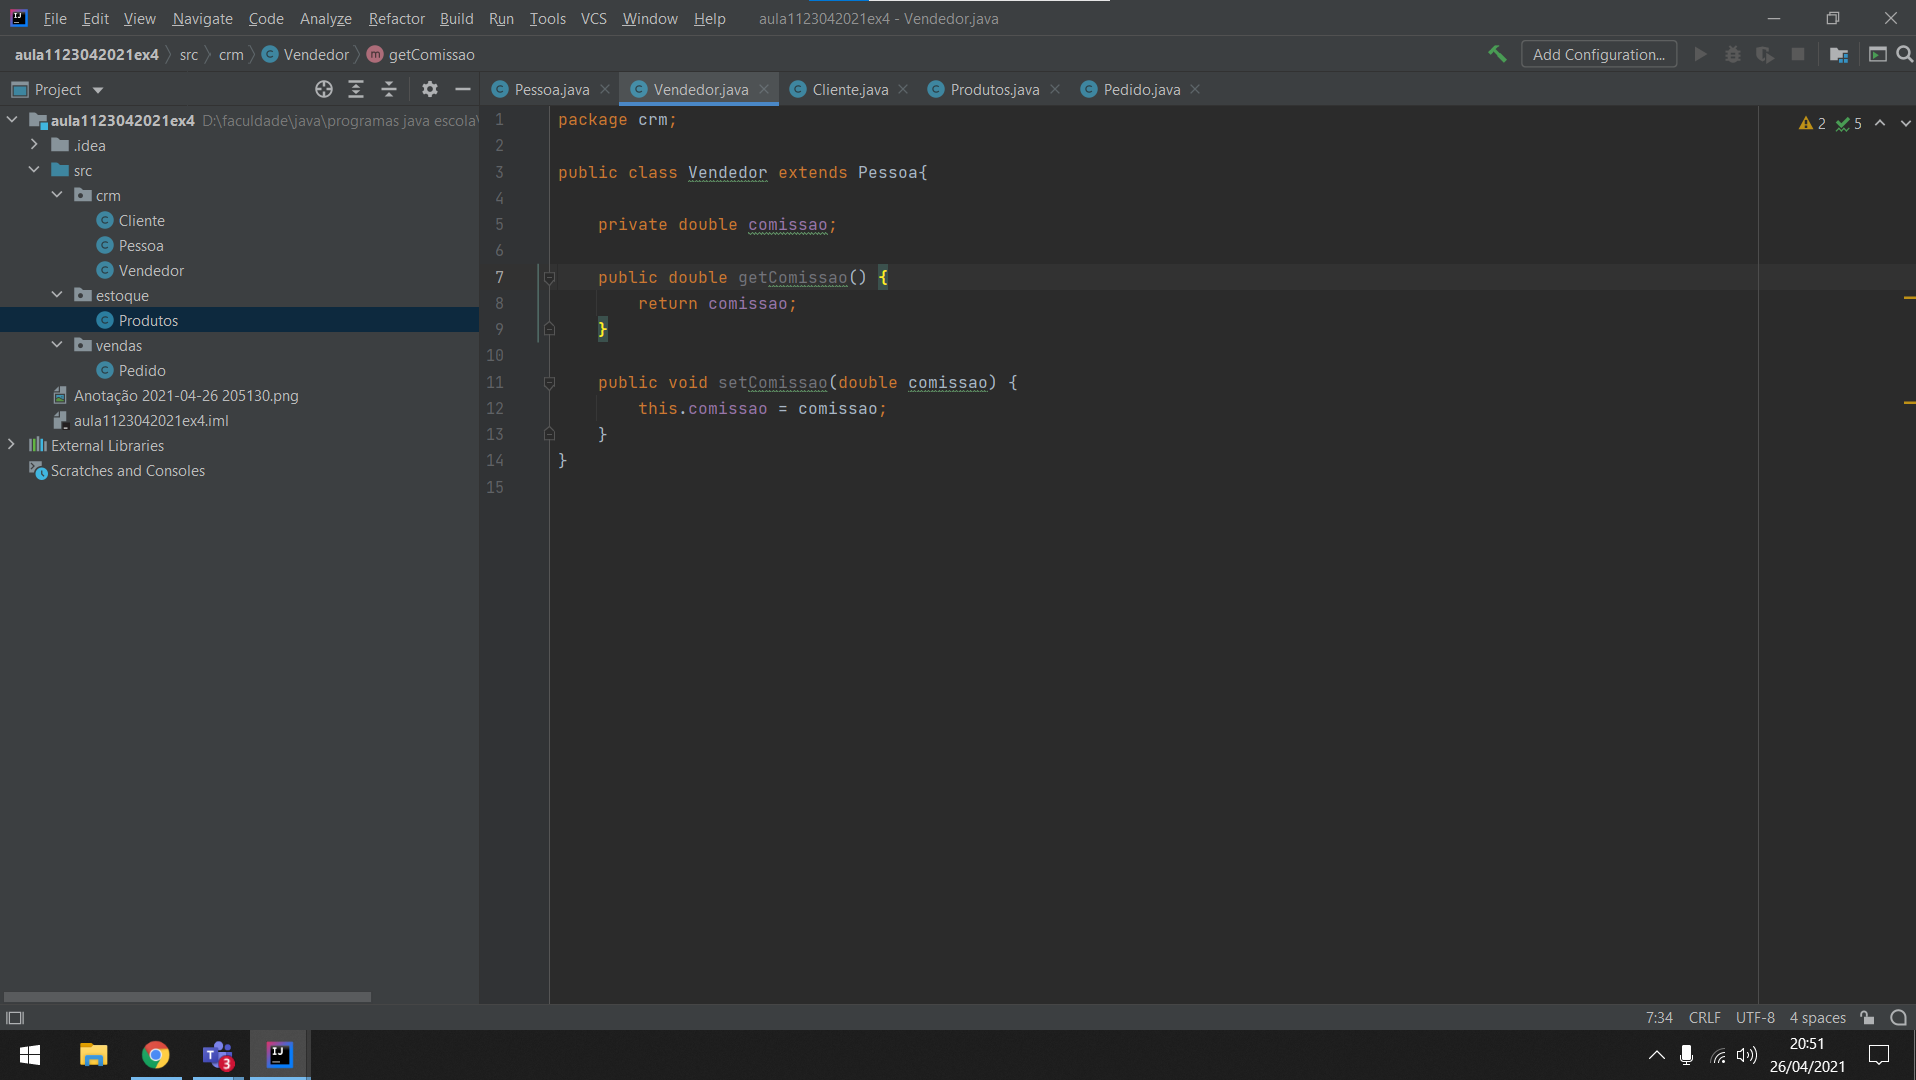 File Edit View Navigate Code Analyze Refactor Build Run Tools VCS Window Help aula1123042021ex4 - Vendedor.java
aula1123042021ex4 src crm Vendedor getComissao Add Configuration...
Project
Pessoa.java Vendedor.java Cliente.java Produtos.java Pedido.java
aula1123042021ex4 D:\faculdade\java\programas java escola\
.idea
src
crm
Cliente
Pessoa
Vendedor
estoque
Produtos
vendas
Pedido
Anotação 2021-04-26 205130.png
aula1123042021ex4.iml
External Libraries
Scratches and Consoles
1 package crm;
2
3 public class Vendedor extends Pessoa{
4
5     private double comissao;
6
7     public double getComissao() {
8         return comissao;
9     }
10
11     public void setComissao(double comissao) {
12         this.comissao = comissao;
13     }
14 }
15
2 5
7:34 CRLF UTF-8 4 spaces
3
20:51
26/04/2021